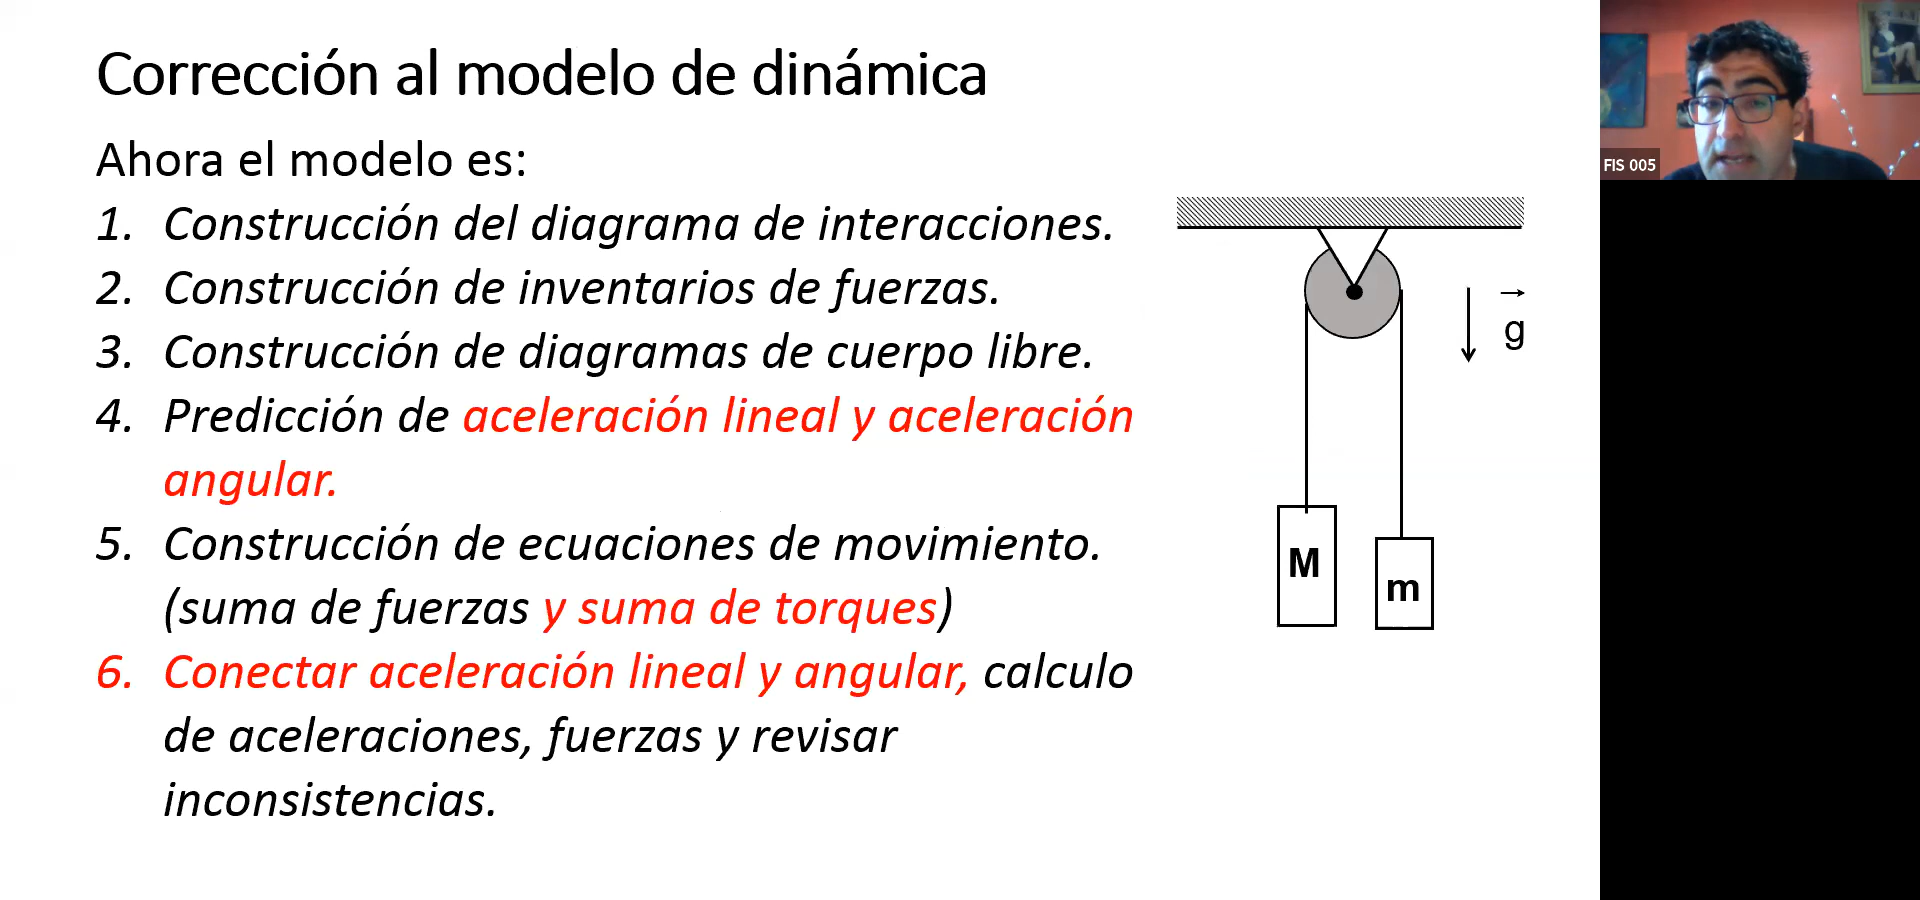 Corrección al modelo de dinámica
Ahora el modelo es:
1. Construcción del diagrama de interacciones.
2. Construcción de inventarios de fuerzas.
3. Construcción de diagramas de cuerpo libre.
4. Predicción de aceleración lineal y aceleración
angular.
5. Construcción de ecuaciones de movimiento.
(suma de fuerzas y suma de torques)
6. Conectar aceleración lineal y angular, calculo
de aceleraciones, fuerzas y revisar
inconsistencias.
g
M
m
FIS 005